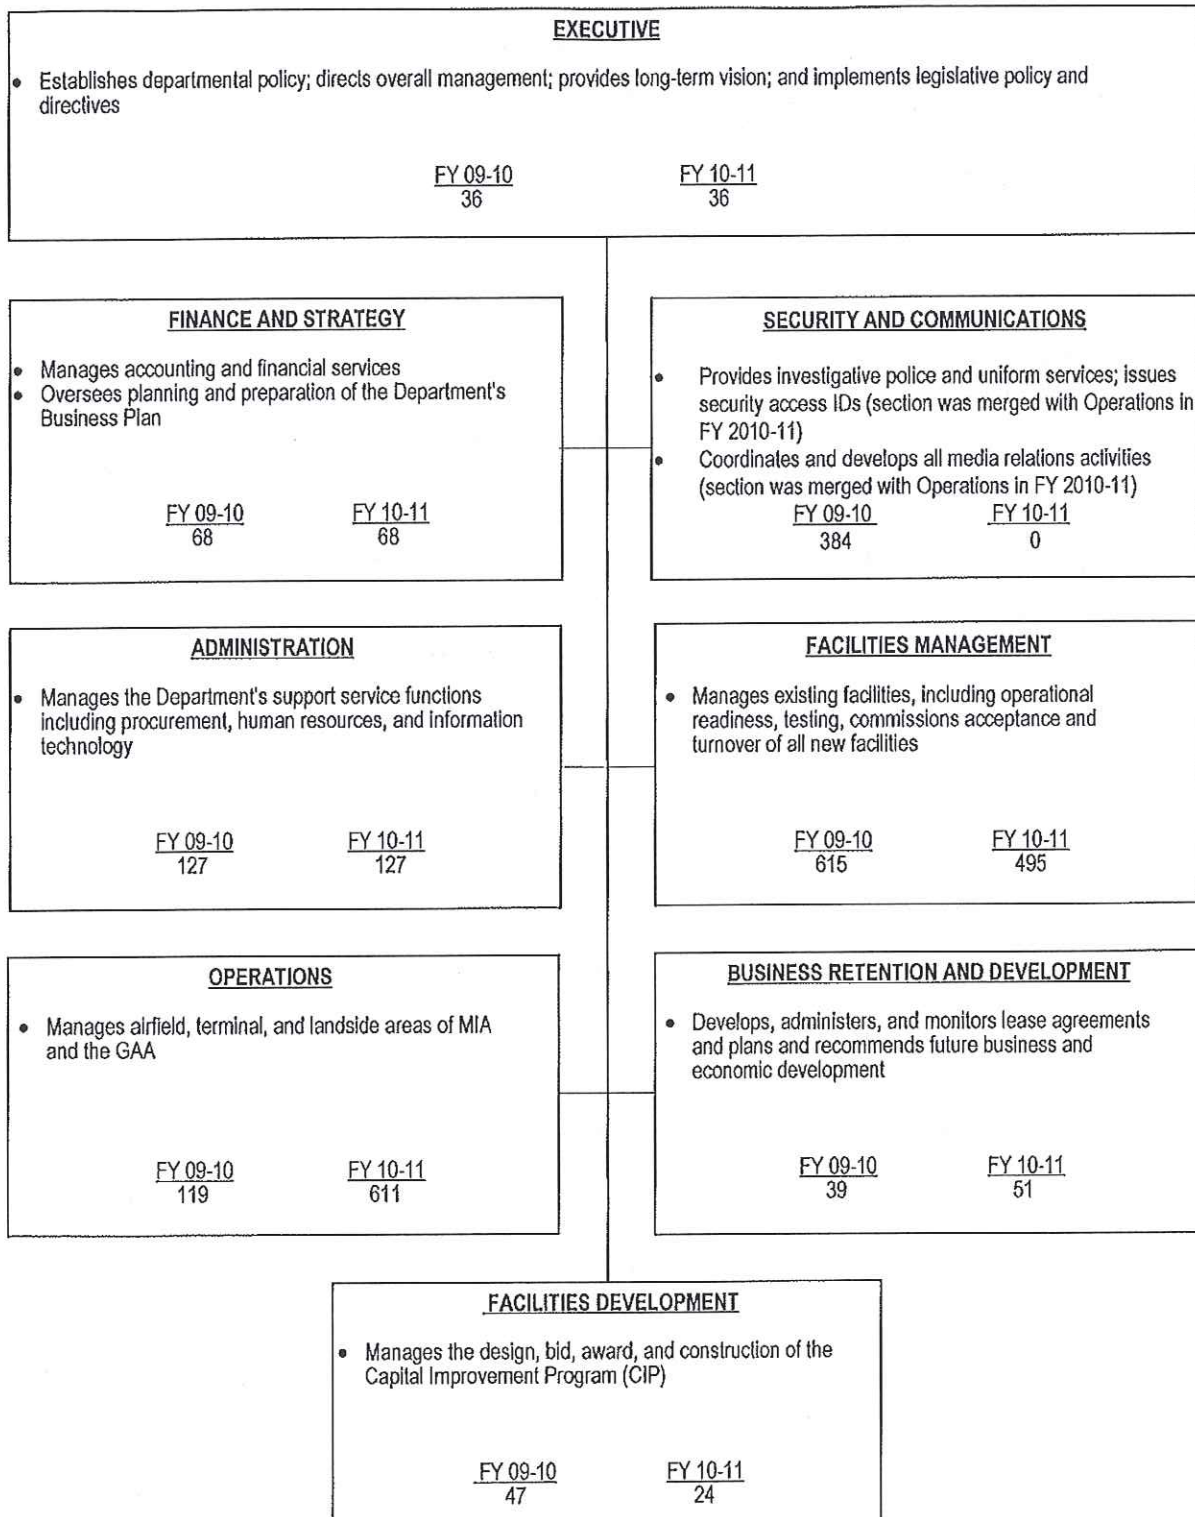 EXECUTIVE
• Establishes departmental policy; directs overall management; provides long-term vision; and implements legislative policy and
directives
FY 09-10 FY 10-11
36 36
FINANCE AND STRATEGY
• Manages accounting and financial services
• Oversees planning and preparation of the Department's
Business Plan
FY 09-10 FY 10-11
68 68
SECURITY AND COMMUNICATIONS
• Provides investigative police and uniform services; issues
security access IDs (section was merged with Operations in
FY 2010-11)
• Coordinates and develops all media relations activities
(section was merged with Operations in FY 2010-11)
FY 09-10 FY 10-11
384 0
ADMINISTRATION
• Manages the Department's support service functions
including procurement, human resources, and information
technology
FY 09-10 FY 10-11
127 127
FACILITIES MANAGEMENT
• Manages existing facilities, including operational
readiness, testing, commissions acceptance and
turnover of all new facilities
FY 09-10 FY 10-11
615 495
OPERATIONS
• Manages airfield, terminal, and landside areas of MIA
and the GAA
FY 09-10 FY 10-11
119 611
BUSINESS RETENTION AND DEVELOPMENT
• Develops, administers, and monitors lease agreements
and plans and recommends future business and
economic development
FY 09-10 FY 10-11
39 51
FACILITIES DEVELOPMENT
• Manages the design, bid, award, and construction of the
Capital Improvement Program (CIP)
FY 09-10 FY 10-11
47 24